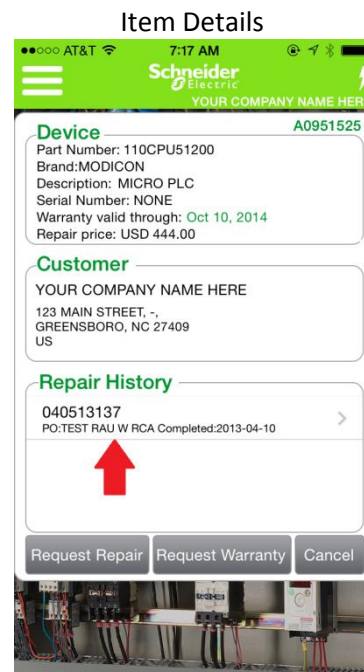 Item Details
AT&T 7:17 AM
Schneider
Electric
YOUR COMPANY NAME HER
Device A0951525
Part Number: 110CPU51200
Brand:MODICON
Description: MICRO PLC
Serial Number: NONE
Warranty valid through: Oct 10, 2014
Repair price: USD 444.00
Customer
YOUR COMPANY NAME HERE
123 MAIN STREET, -,
GREENSBORO, NC 27409
US
Repair History
040513137
PO:TEST RAU W RCA Completed:2013-04-10
Request Repair Request Warranty Cancel